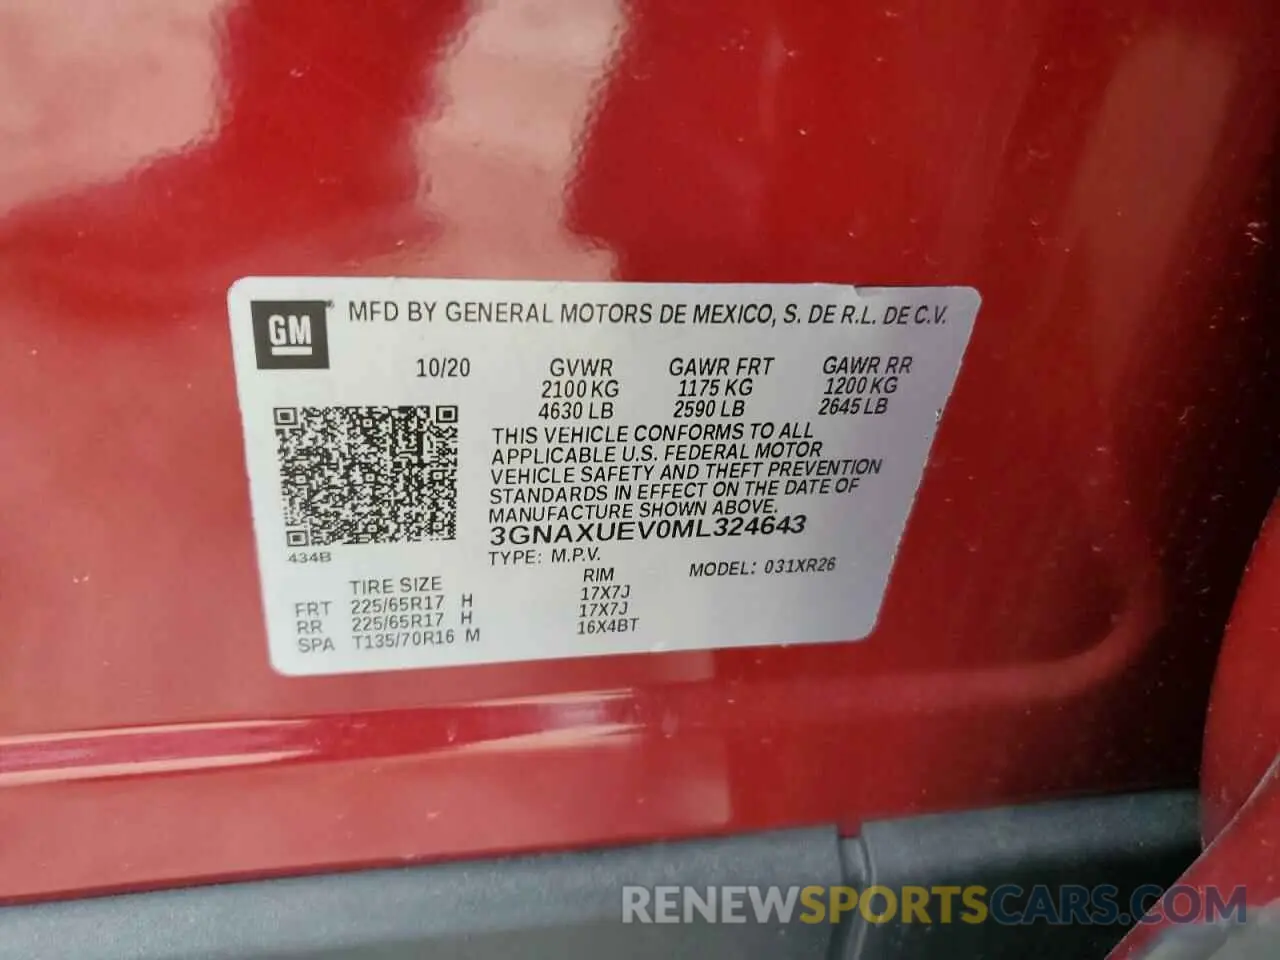 GM ® MFD BY GENERAL MOTORS DE MEXICO, S. DE R.L. DE C.V.
10/20 GVWR GAWR FRT GAWR RR
2100 KG 1175 KG 1200 KG
4630 LB 2590 LB 2645 LB
THIS VEHICLE CONFORMS TO ALL
APPLICABLE U.S. FEDERAL MOTOR
VEHICLE SAFETY AND THEFT PREVENTION
STANDARDS IN EFFECT ON THE DATE OF
MANUFACTURE SHOWN ABOVE.
3GNAXUEV0ML324643
434B
TYPE: M.P.V. MODEL: 031XR26
TIRE SIZE RIM
FRT 225/65R17 H 17X7J
RR 225/65R17 H 17X7J
SPA T135/70R16 M 16X4BT
RENEWSPORTSCARS.COM